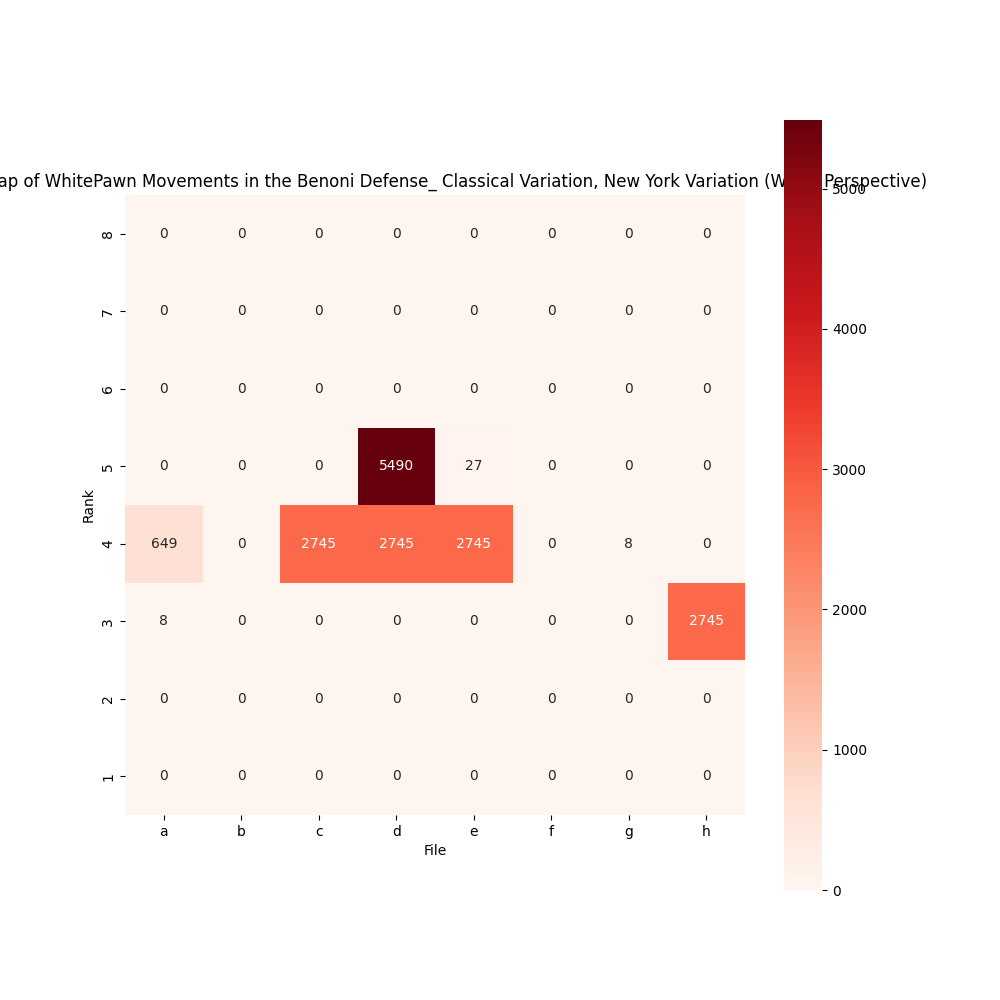 ap of WhitePawn Movements in the Benoni Defense_ Classical Variation, New York Variation (W Perspective)
5000
8 0 0 0 0 0 0 0 0
7 0 0 0 0 0 0 0 0
4000
6 0 0 0 0 0 0 0 0
5 0 0 0 5490 27 0 0 0
3000
Rank
4 649 0 2745 2745 2745 0 8 0
2000
3 8 0 0 0 0 0 0 2745
2 0 0 0 0 0 0 0 0
1000
1 0 0 0 0 0 0 0 0
a b c d e f g h
File
0